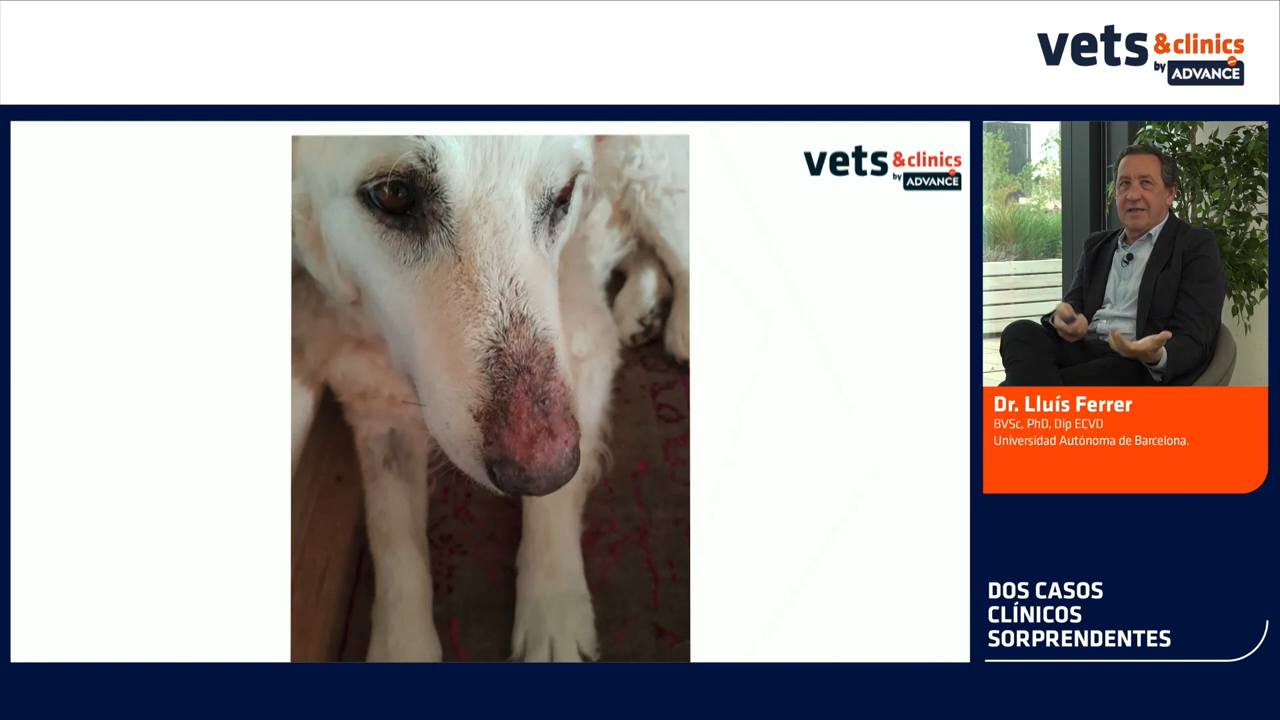 vets &clinics
by ADVANCE
vets &clinics
by ADVANCE
Dr. Lluís Ferrer
BVSc, PhD, Dip ECVD
Universidad Autónoma de Barcelona.
DOS CASOS
CLÍNICOS
SORPRENDENTES